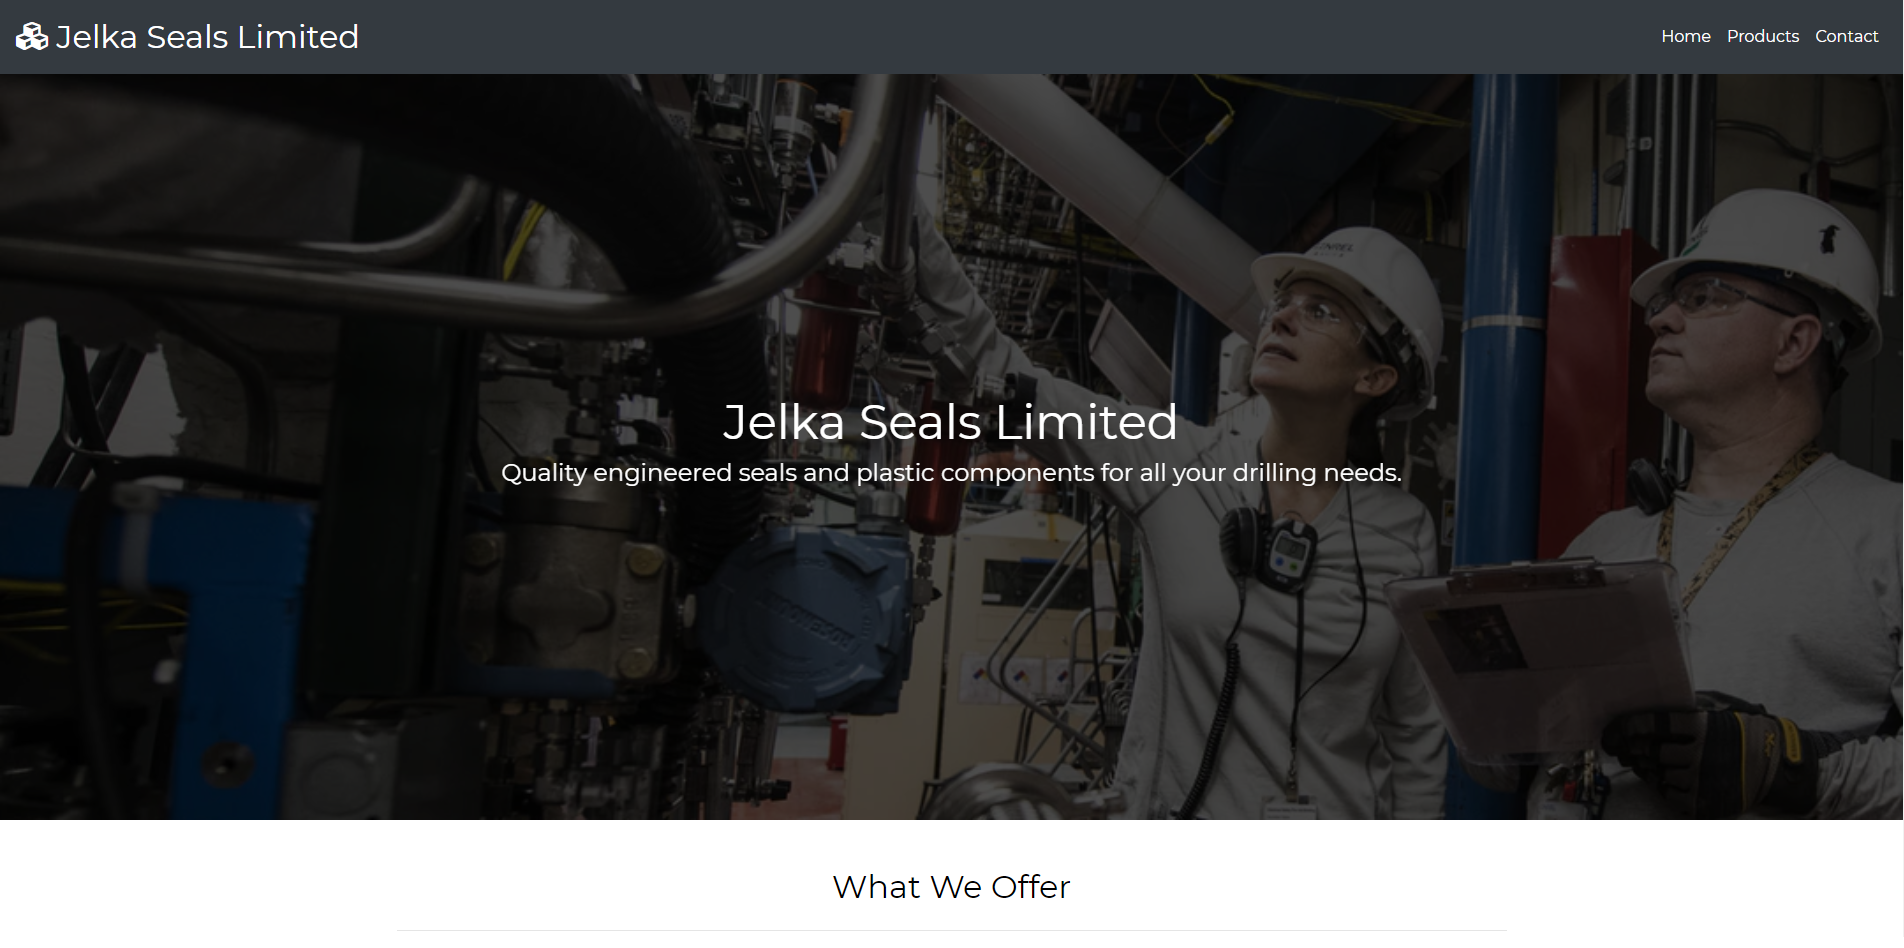 Jelka Seals Limited
Home Products Contact
Jelka Seals Limited
Quality engineered seals and plastic components for all your drilling needs.
What We Offer